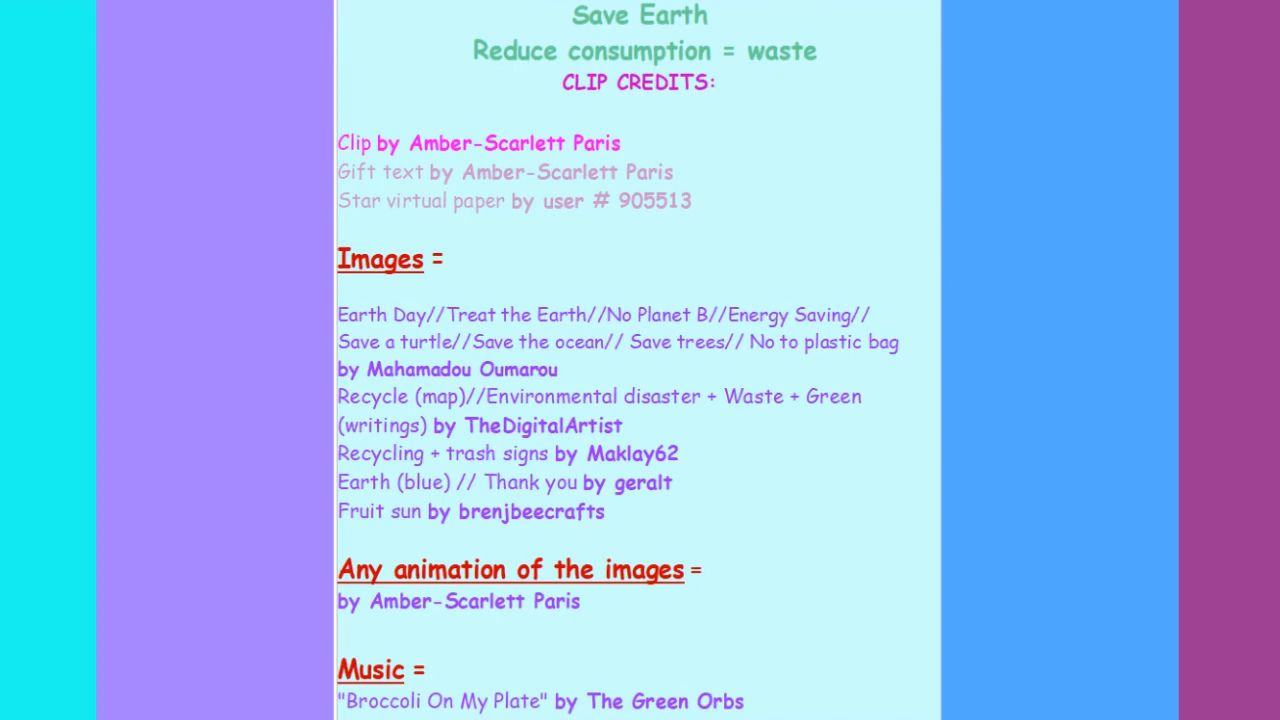 Save Earth
Reduce consumption = waste
CLIP CREDITS:
Clip by Amber-Scarlett Paris
Gift text by Amber-Scarlett Paris
Star virtual paper by user # 905513
Images =
Earth Day//Treat the Earth//No Planet B//Energy Saving//
Save a turtle//Save the ocean// Save trees// No to plastic bag
by Mahamadou Oumarou
Recycle (map)//Environmental disaster + Waste + Green
(writings) by TheDigitalArtist
Recycling + trash signs by Maklay62
Earth (blue) // Thank you by geralt
Fruit sun by brenjbeecrafts
Any animation of the images =
by Amber-Scarlett Paris
Music =
"Broccoli On My Plate" by The Green Orbs